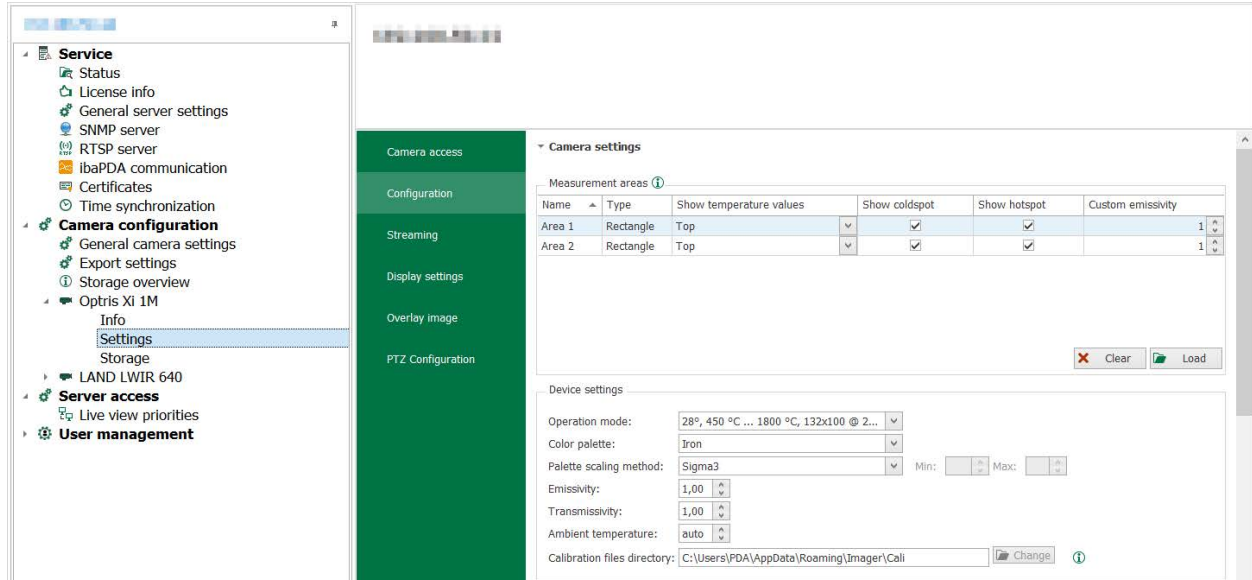 Service
Status
License info
General server settings
SNMP server
RTSP server
ibaPDA communication
Certificates
Time synchronization
Camera configuration
General camera settings
Export settings
Storage overview
Optris Xi 1M
Info
Settings
Storage
LAND LWIR 640
Server access
Live view priorities
User management
Camera access
Configuration
Streaming
Display settings
Overlay image
PTZ Configuration
Camera settings
Measurement areas
Name Type Show temperature values Show coldspot Show hotspot Custom emissivity
Area 1 Rectangle Top 1
Area 2 Rectangle Top 1
Clear Load
Device settings
Operation mode: 28°, 450 °C ... 1800 °C, 132x100 @ 2...
Color palette: Iron
Palette scaling method: Sigma3 Min: Max:
Emissivity: 1,00
Transmissivity: 1,00
Ambient temperature: auto
Calibration files directory: C:\Users\PDA\AppData\Roaming\Imager\Cali Change